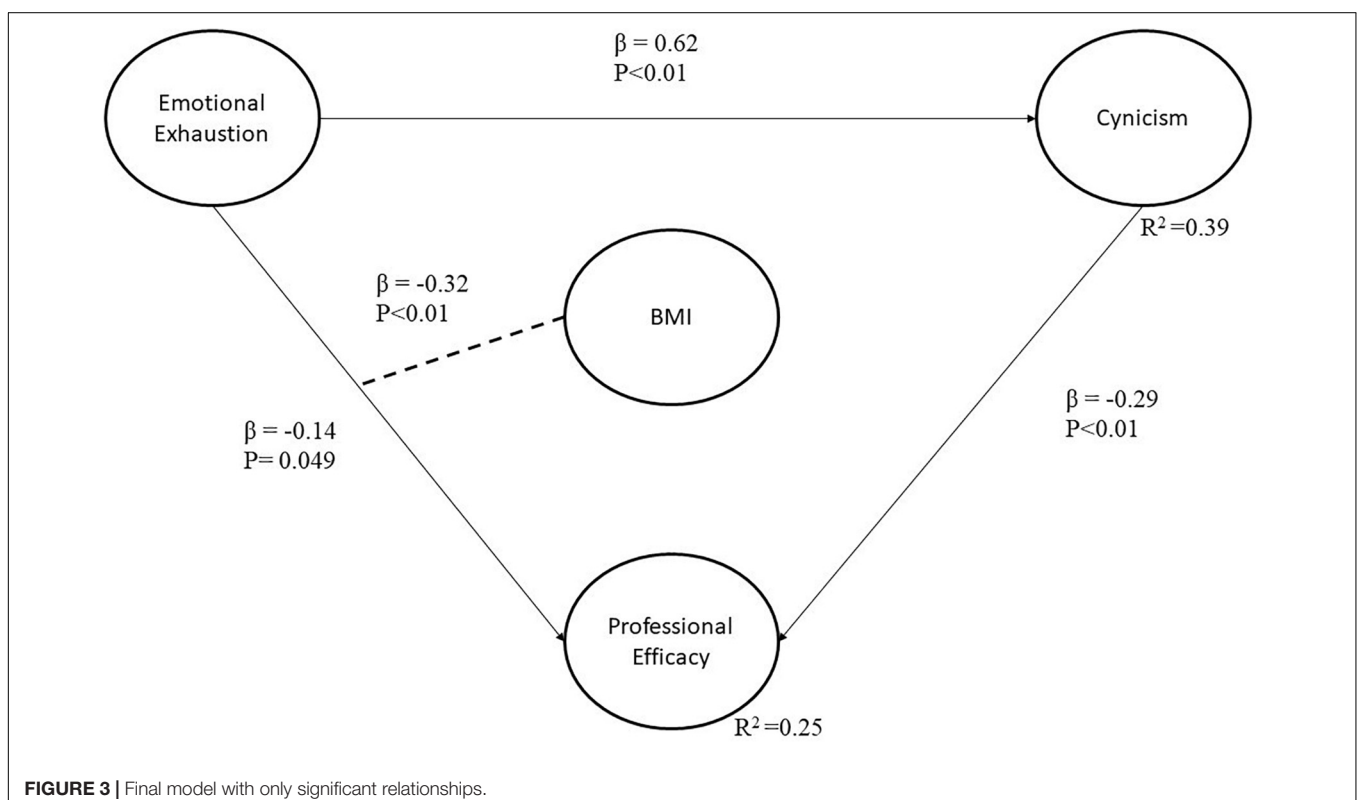 β = 0.62
P<0.01
Emotional
Exhaustion
Cynicism
R² =0.39
β = -0.32
P<0.01
BMI
β = -0.29
P<0.01
β = -0.14
P= 0.049
Professional
Efficacy
R² =0.25
FIGURE 3 | Final model with only significant relationships.